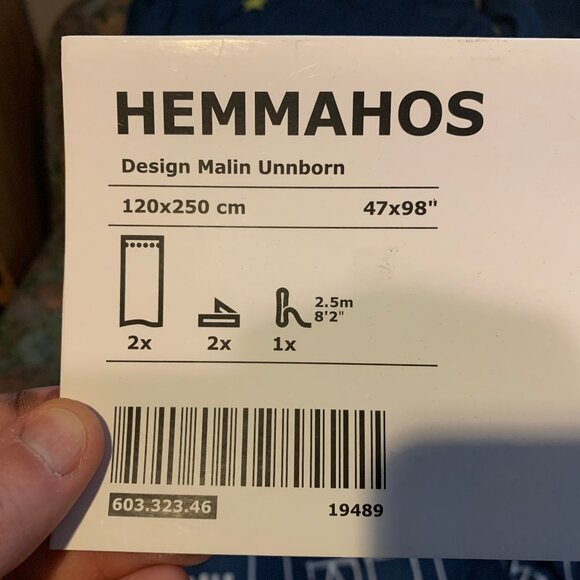 HEMMAHOS
Design Malin Unnborn
120x250 cm 47x98"
2.5m
8'2"
2x 2x 1x
603.323.46 19489